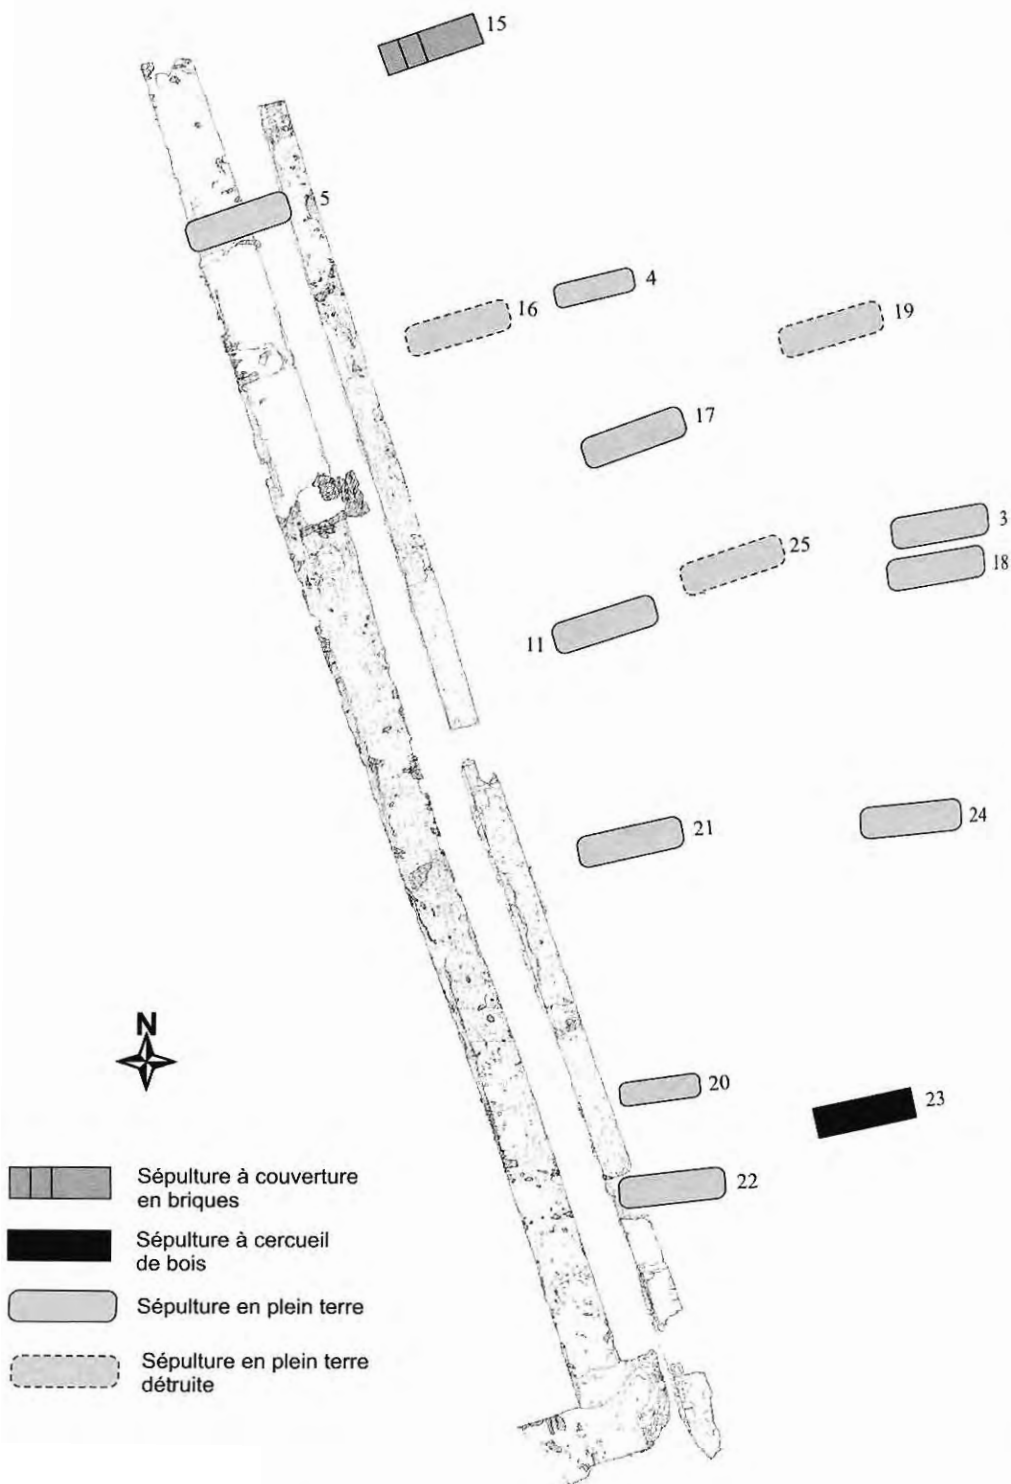 15
5
4
16
19
17
3
25
18
11
24
21
N
20
23
22
Sépulture à couverture
en briques
Sépulture à cercueil
de bois
Sépulture en plein terre
Sépulture en plein terre
détruite